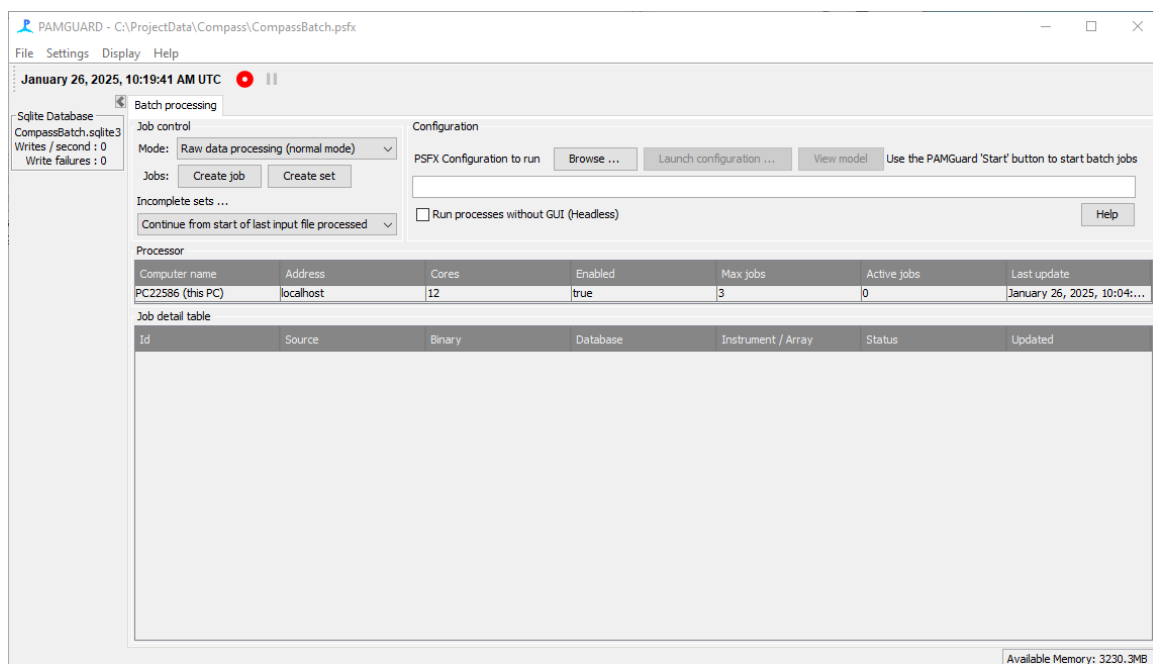 PAMGUARD - C:\ProjectData\Compass\CompassBatch.psfx
File Settings Display Help
January 26, 2025, 10:19:41 AM UTC
Sqlite Database
CompassBatch.sqlite3
Writes / second : 0
Write failures : 0
Batch processing
Job control
Mode: Raw data processing (normal mode)
Jobs: Create job Create set
Incomplete sets ...
Continue from start of last input file processed
Configuration
PSFX Configuration to run Browse ... Launch configuration ... View model Use the PAMGuard 'Start' button to start batch jobs
Run processes without GUI (Headless) Help
Processor
Computer name Address Cores Enabled Max jobs Active jobs Last update
PC22586 (this PC) localhost 12 true 3 0 January 26, 2025, 10:04:...
Job detail table
Id Source Binary Database Instrument / Array Status Updated
Available Memory: 3230.3MB